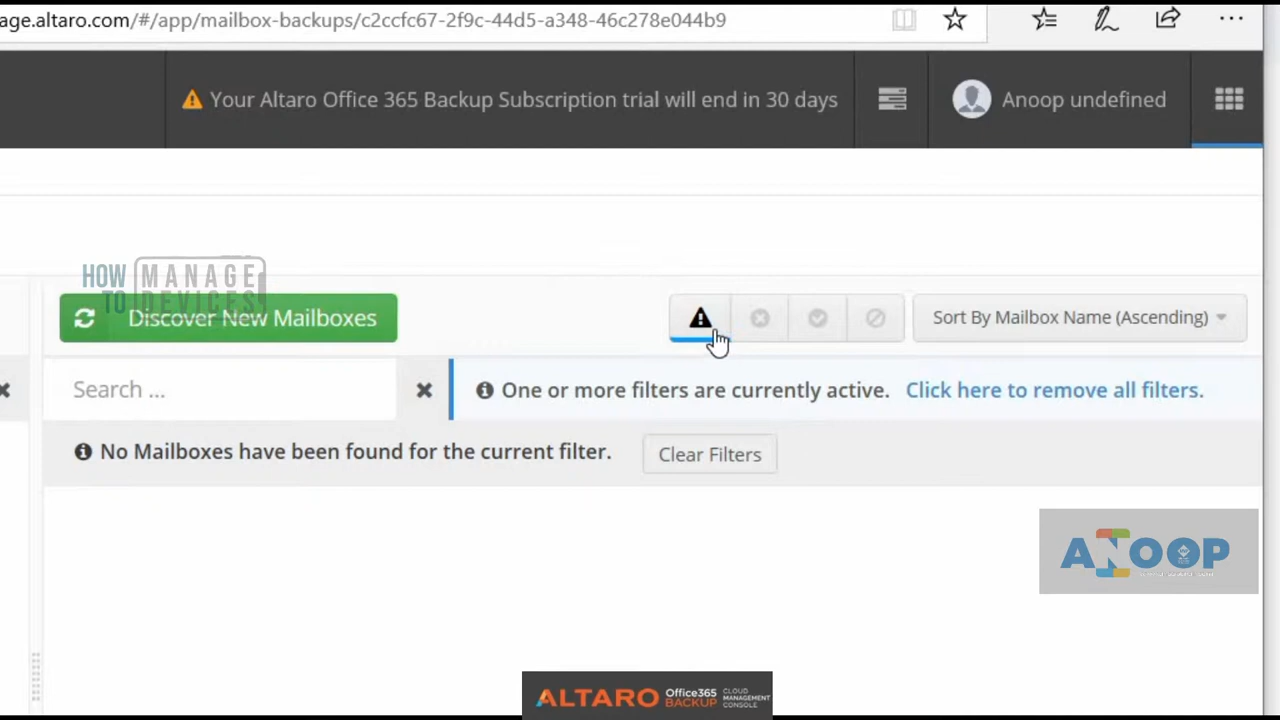 age.altaro.com/#/app/mailbox-backups/c2ccfc67-2f9c-44d5-a348-46c278e044b9
Your Altaro Office 365 Backup Subscription trial will end in 30 days
Anoop undefined
HOW MANAGE
TO DEVICES
Discover New Mailboxes
Sort By Mailbox Name (Ascending)
Search ...
One or more filters are currently active. Click here to remove all filters.
No Mailboxes have been found for the current filter.
Clear Filters
ANOOP
ALTARO Office365 BACKUP CLOUD MANAGEMENT CONSOLE